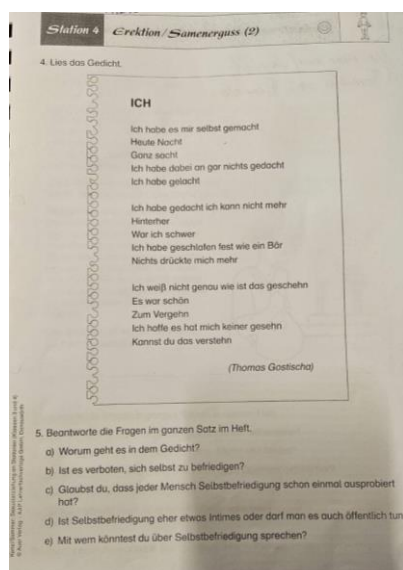 Station 4
Erektion/Samenerguss (2)
4. Lies das Gedicht.
ICH
Ich habe es mir selbst gemacht
Heute Nacht
Ganz sacht
Ich habe dabei an gar nichts gedacht
Ich habe gelacht
Ich habe gedacht ich kann nicht mehr
Hinterher
War ich schwer
Ich habe geschlafen fest wie ein Bär
Nichts drückte mich mehr
Ich weiß nicht genau wie ist das geschehn
Es war schön
Zum Vergehn
Ich hoffe es hat mich keiner gesehn
Kannst du das verstehn
(Thomas Gostischa)
5. Beantworte die Fragen im ganzen Satz im Heft.
a) Worum geht es in dem Gedicht?
b) Ist es verboten, sich selbst zu befriedigen?
c) Glaubst du, dass jeder Mensch Selbstbefriedigung schon einmal ausprobiert
hat?
d) Ist Selbstbefriedigung eher etwas Intimes oder darf man es auch öffentlich tun
e) Mit wem könntest du über Selbstbefriedigung sprechen?